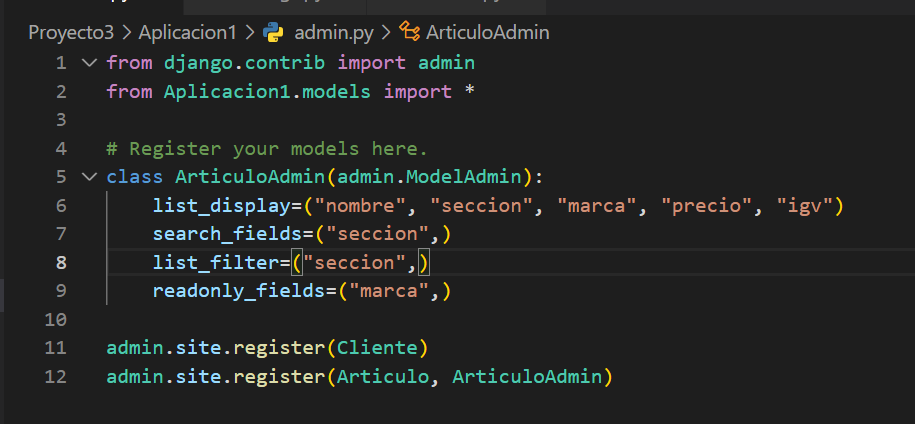 Proyecto3 > Aplicacion1 > admin.py > ArticuloAdmin
1 from django.contrib import admin
2 from Aplicacion1.models import *
3
4 # Register your models here.
5 class ArticuloAdmin(admin.ModelAdmin):
6 list_display=("nombre", "seccion", "marca", "precio", "igv")
7 search_fields=("seccion",)
8 list_filter=("seccion",)
9 readonly_fields=("marca",)
10
11 admin.site.register(Cliente)
12 admin.site.register(Articulo, ArticuloAdmin)